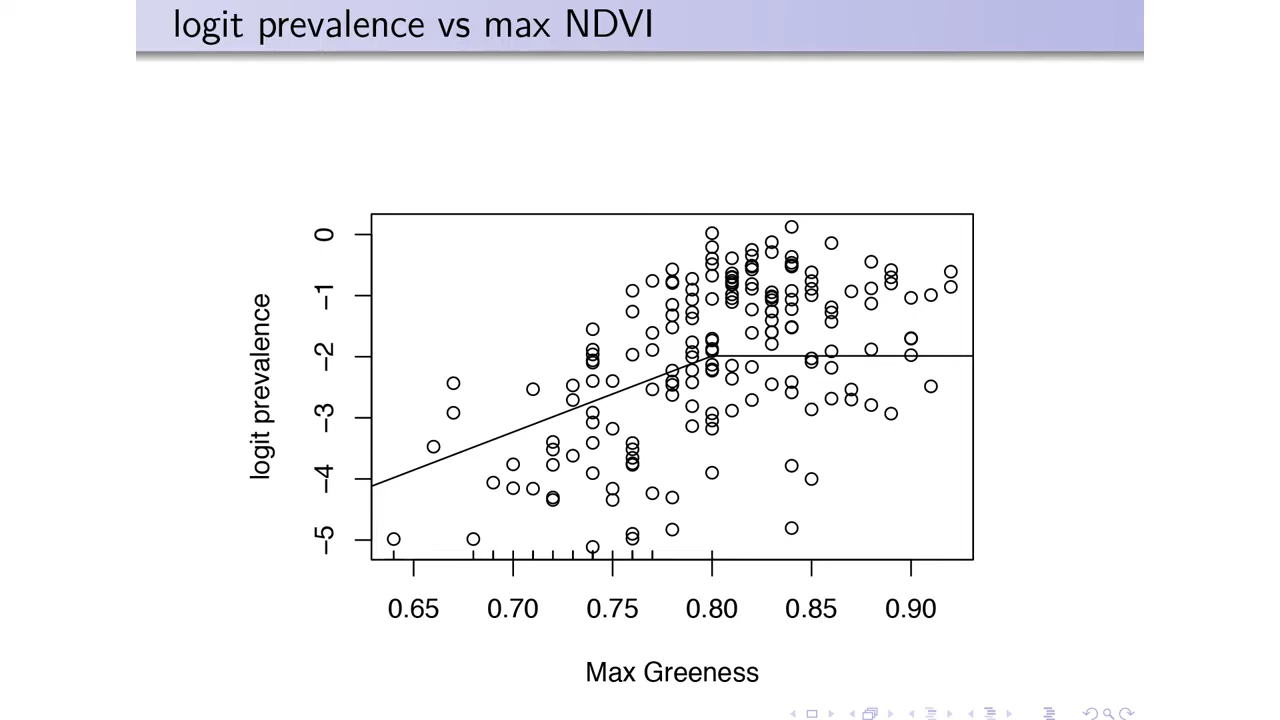 logit prevalence vs max NDVI
logit prevalence
0
−1
−2
−3
−4
−5
0.65 0.70 0.75 0.80 0.85 0.90
Max Greeness